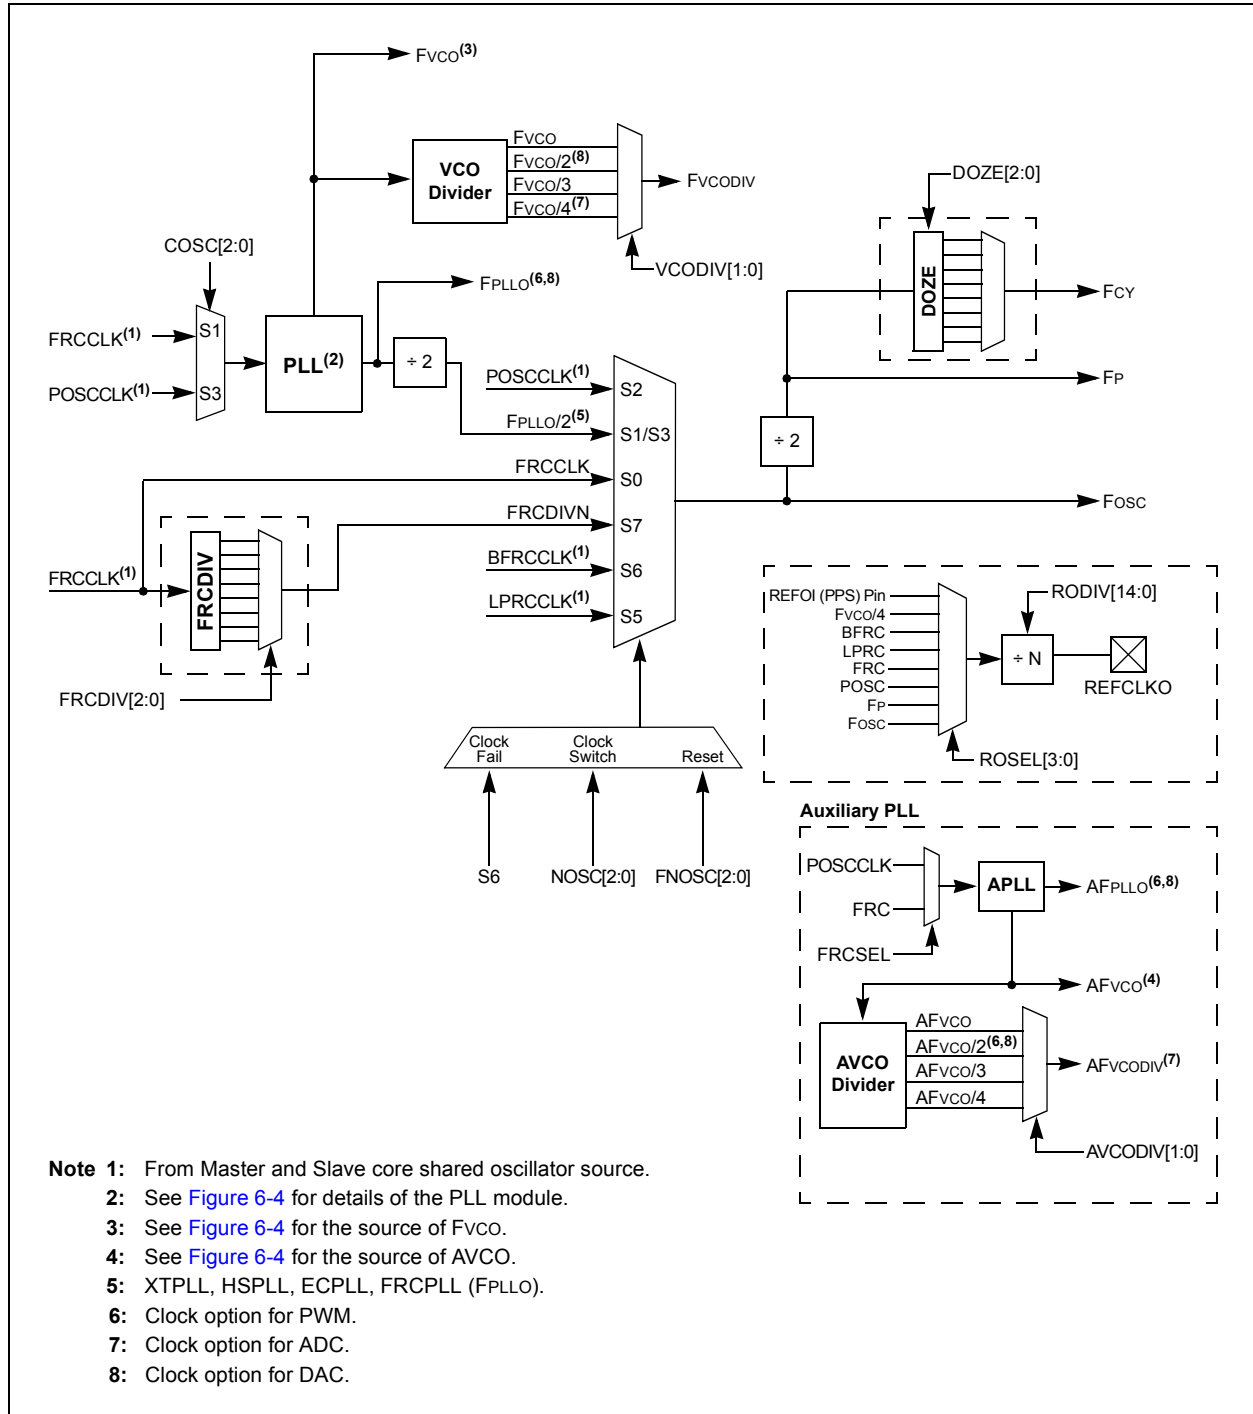 FVCO(3)
VCO
Divider
FVCO
FVCO/2(8)
FVCO/3
FVCO/4(7)
FVCODIV
VCODIV[1:0]
DOZE[2:0]
DOZE
FCY
FP
÷ 2
FOSC
COSC[2:0]
FRCCLK(1)
S1
POSCCLK(1)
S3
PLL(2)
FPLLO(6,8)
÷ 2
POSCCLK(1)
S2
FPLLO/2(5)
S1/S3
FRCCLK
S0
FRCDIVN
S7
BFRCCLK(1)
S6
LPRCCLK(1)
S5
FRCCLK(1)
FRCDIV
FRCDIV[2:0]
Clock
Fail
Clock
Switch
Reset
S6
NOSC[2:0]
FNOSC[2:0]
REFOI (PPS) Pin
FVCO/4
BFRC
LPRC
FRC
POSC
FP
FOSC
RODIV[14:0]
÷ N
REFCLKO
ROSEL[3:0]
Auxiliary PLL
POSCCLK
FRC
FRCSEL
APLL
AFPLLO(6,8)
AFVCO(4)
AVCO
Divider
AFVCO
AFVCO/2(6,8)
AFVCO/3
AFVCO/4
AFVCODIV(7)
AVCODIV[1:0]
Note 1: From Master and Slave core shared oscillator source.
2: See Figure 6-4 for details of the PLL module.
3: See Figure 6-4 for the source of FVCO.
4: See Figure 6-4 for the source of AVCO.
5: XTPLL, HSPLL, ECPLL, FRCPLL (FPLLO).
6: Clock option for PWM.
7: Clock option for ADC.
8: Clock option for DAC.